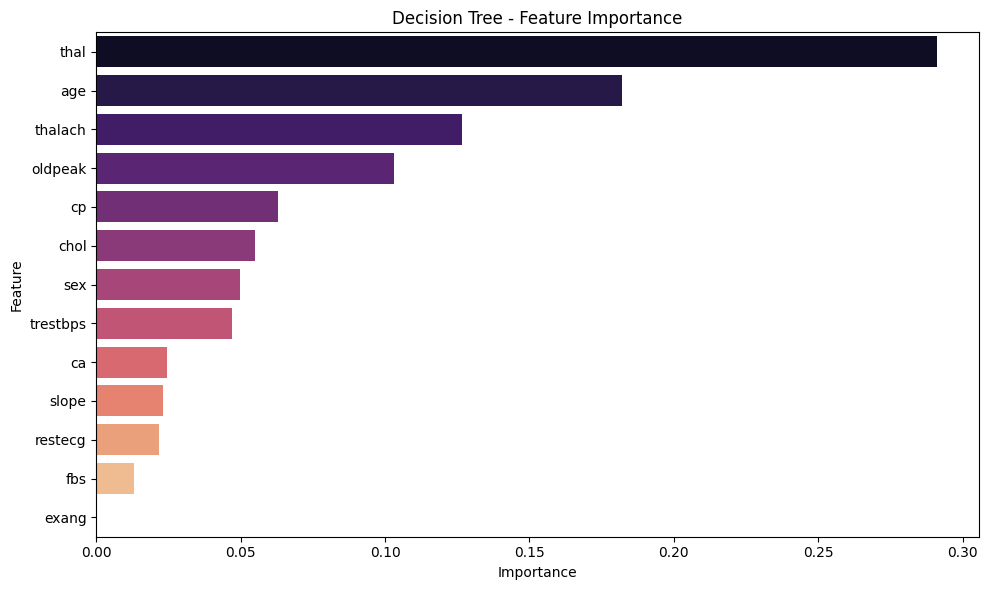 Decision Tree - Feature Importance
Feature
thal
age
thalach
oldpeak
cp
chol
sex
trestbps
ca
slope
restecg
fbs
exang
0.00 0.05 0.10 0.15 0.20 0.25 0.30
Importance